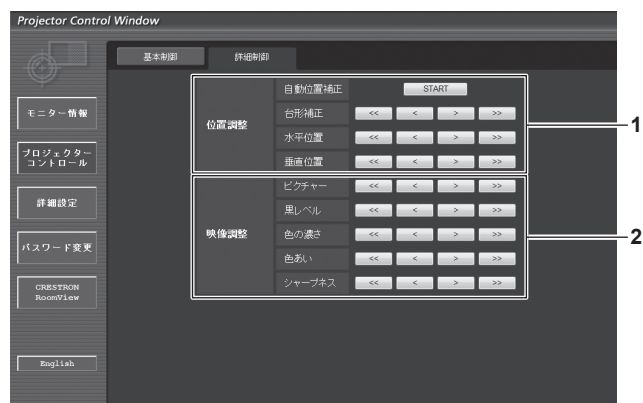 Projector Control Window
基本制御 詳細制御
モニター情報
プロジェクター
コントロール
詳細設定
パスワード変更
CRESTRON
RoomView
English
位置調整
自動位置補正 START
台形補正 << < > >>
水平位置 << < > >>
垂直位置 << < > >>
1
映像調整
ピクチャー << < > >>
黒レベル << < > >>
色の濃さ << < > >>
色あい << < > >>
シャープネス << < > >>
2